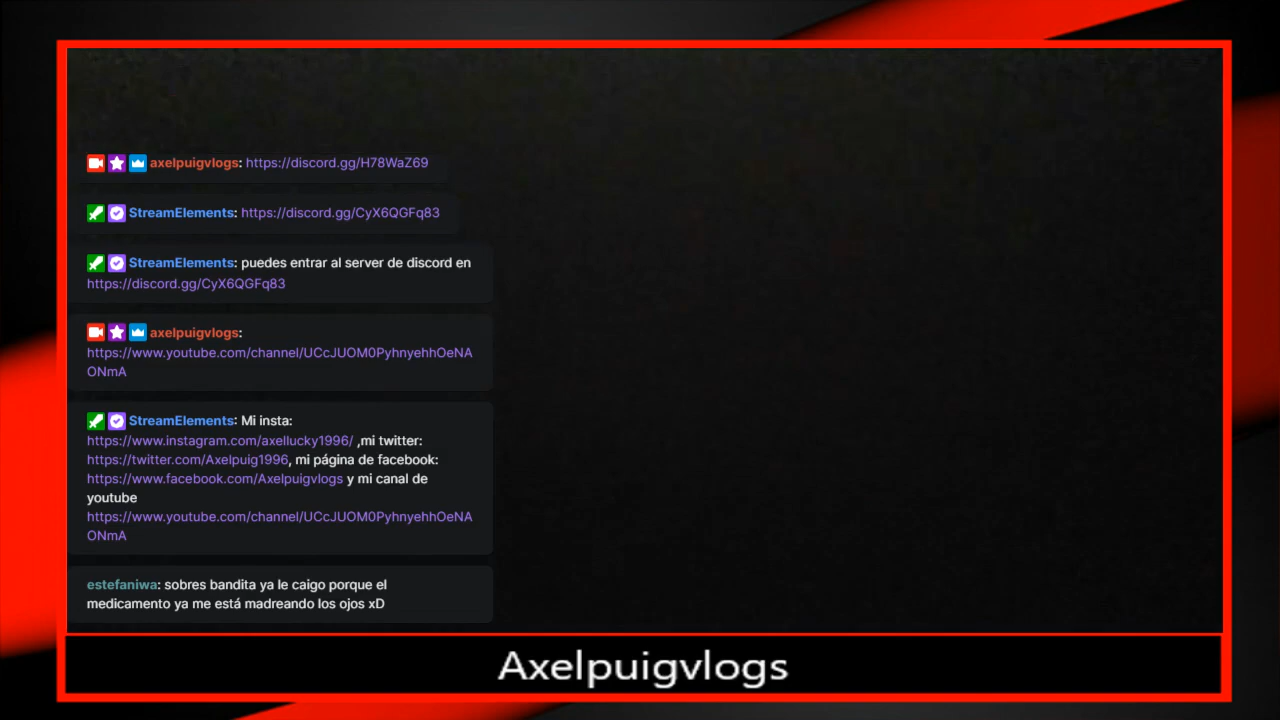 axelpuigvlogs: https://discord.gg/H78WaZ69
StreamElements: https://discord.gg/CyX6QGFq83
StreamElements: puedes entrar al server de discord en
https://discord.gg/CyX6QGFq83
axelpuigvlogs:
https://www.youtube.com/channel/UCcJUOM0PyhnyehhOeNA
ONmA
StreamElements: Mi insta:
https://www.instagram.com/axellucky1996/ ,mi twitter:
https://twitter.com/Axelpuig1996, mi página de facebook:
https://www.facebook.com/Axelpuigvlogs y mi canal de
youtube
https://www.youtube.com/channel/UCcJUOM0PyhnyehhOeNA
ONmA
estefaniwa: sobres bandita ya le caigo porque el
medicamento ya me está madreando los ojos xD
Axelpuigvlogs